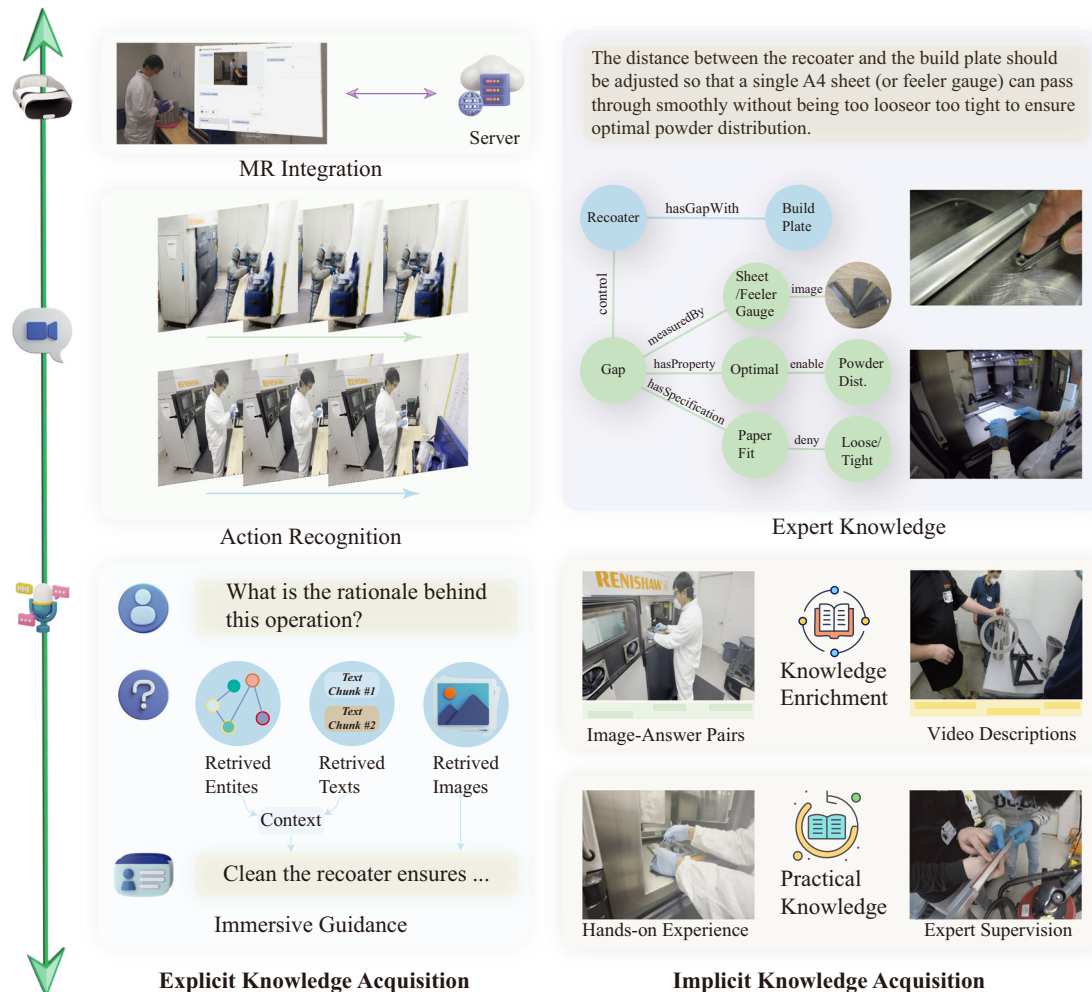 Server
MR Integration
RENISHAW
Action Recognition
What is the rationale behind
this operation?
Text
Chunk #1
Text
Chunk #2
Retrived
Entites
Retrived
Texts
Retrived
Images
Context
Clean the recoater ensures ...
Immersive Guidance
Explicit Knowledge Acquisition
The distance between the recoater and the build plate should
be adjusted so that a single A4 sheet (or feeler gauge) can pass
through smoothly without being too looseor too tight to ensure
optimal powder distribution.
Recoater
hasGapWith
Build
Plate
control
Sheet
/Feeler
Gauge
image
measuredBy
Gap
hasProperty
Optimal
enable
Powder
Dist.
hasSpecification
Paper
Fit
deny
Loose/
Tight
Expert Knowledge
RENISHAW
Knowledge
Enrichment
Image-Answer Pairs
Video Descriptions
Practical
Knowledge
Hands-on Experience
Expert Supervision
Implicit Knowledge Acquisition